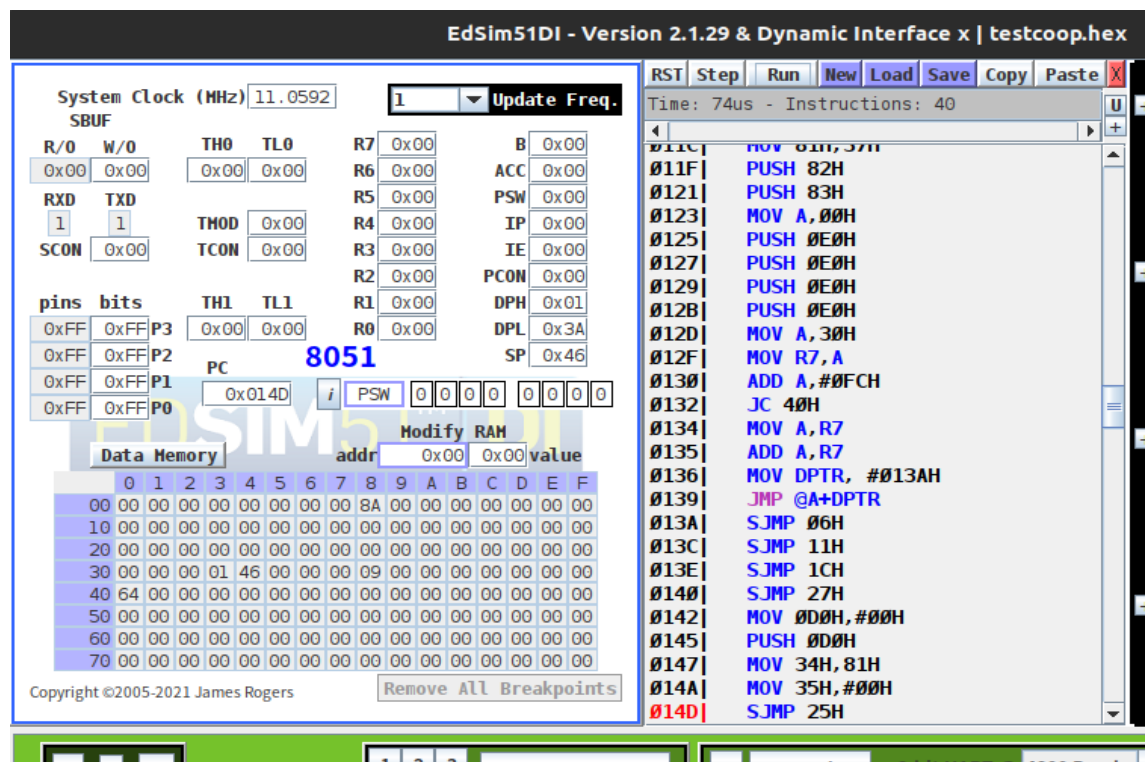 EdSim51DI - Version 2.1.29 & Dynamic Interface x | testcoop.hex
RST Step Run New Load Save Copy Paste X
Time: 74us - Instructions: 40
U
+
System Clock (MHz) 11.0592
1 Update Freq.
SBUF
R/O W/O TH0 TL0 R7 0x00 B 0x00
0x00 0x00 0x00 0x00 R6 0x00 ACC 0x00
RXD TXD R5 0x00 PSW 0x00
1 1 TMOD 0x00 R4 0x00 IP 0x00
SCON 0x00 TCON 0x00 R3 0x00 IE 0x00
R2 0x00 PCON 0x00
pins bits TH1 TL1 R1 0x00 DPH 0x01
0xFF 0xFF P3 0x00 0x00 R0 0x00 DPL 0x3A
0xFF 0xFF P2 PC 8051 SP 0x46
0xFF 0xFF P1 0x014D i PSW 0 0 0 0 0 0 0 0
0xFF 0xFF P0
EDSIM51DI
Modify RAM
Data Memory addr 0x00 0x00 value
0 1 2 3 4 5 6 7 8 9 A B C D E F
00 00 00 00 00 00 00 00 00 8A 00 00 00 00 00 00 00
10 00 00 00 00 00 00 00 00 00 00 00 00 00 00 00 00
20 00 00 00 00 00 00 00 00 00 00 00 00 00 00 00 00
30 00 00 00 01 46 00 00 00 09 00 00 00 00 00 00 00
40 64 00 00 00 00 00 00 00 00 00 00 00 00 00 00 00
50 00 00 00 00 00 00 00 00 00 00 00 00 00 00 00 00
60 00 00 00 00 00 00 00 00 00 00 00 00 00 00 00 00
70 00 00 00 00 00 00 00 00 00 00 00 00 00 00 00 00
Copyright ©2005-2021 James Rogers Remove All Breakpoints
011C| MOV 81H,37H
011F| PUSH 82H
0121| PUSH 83H
0123| MOV A,00H
0125| PUSH 0E0H
0127| PUSH 0E0H
0129| PUSH 0E0H
012B| PUSH 0E0H
012D| MOV A,30H
012F| MOV R7,A
0130| ADD A,#0FCH
0132| JC 40H
0134| MOV A,R7
0135| ADD A,R7
0136| MOV DPTR, #013AH
0139| JMP @A+DPTR
013A| SJMP 06H
013C| SJMP 11H
013E| SJMP 1CH
0140| SJMP 27H
0142| MOV 0D0H,#00H
0145| PUSH 0D0H
0147| MOV 34H,81H
014A| MOV 35H,#00H
014D| SJMP 25H